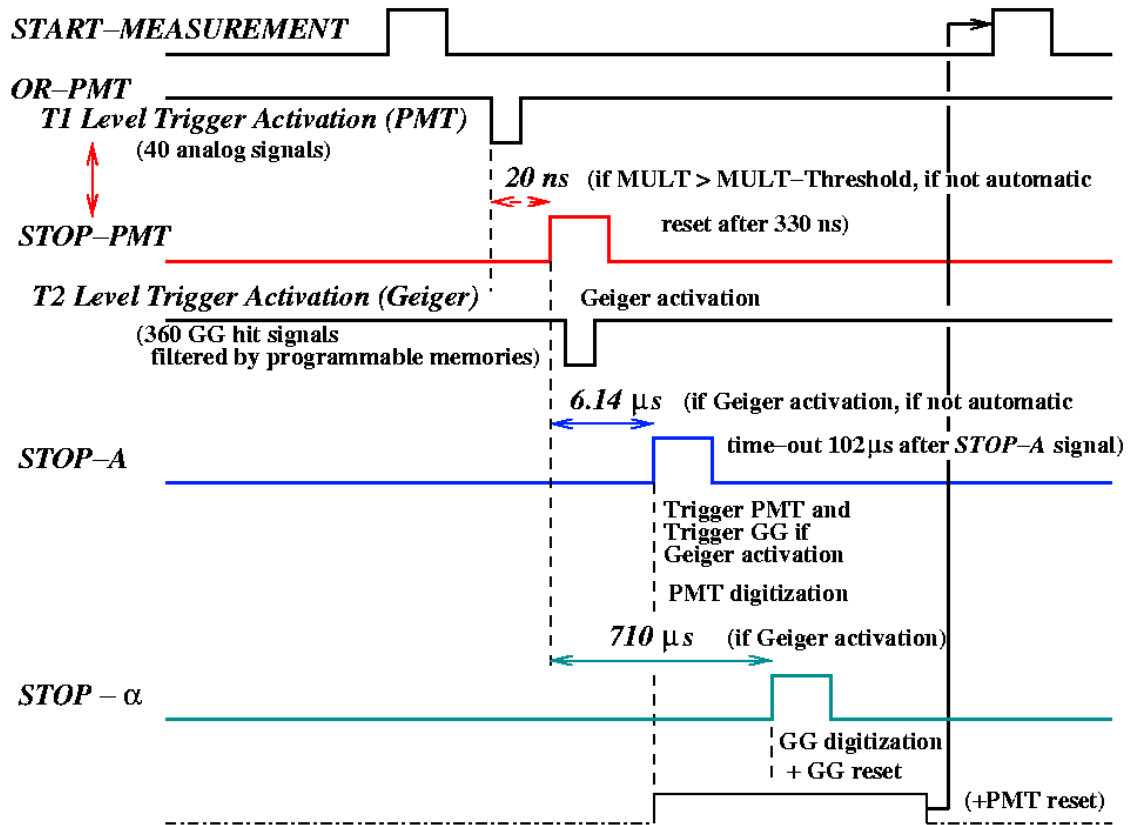 START–MEASUREMENT
OR–PMT
T1 Level Trigger Activation (PMT)
(40 analog signals)
20 ns (if MULT > MULT–Threshold, if not automatic
reset after 330 ns)
STOP–PMT
T2 Level Trigger Activation (Geiger)
Geiger activation
(360 GG hit signals
filtered by programmable memories)
6.14 μs (if Geiger activation, if not automatic
time–out 102μs after STOP–A signal)
STOP–A
Trigger PMT and
Trigger GG if
Geiger activation
PMT digitization
710 μs (if Geiger activation)
STOP – α
GG digitization
+ GG reset
(+PMT reset)